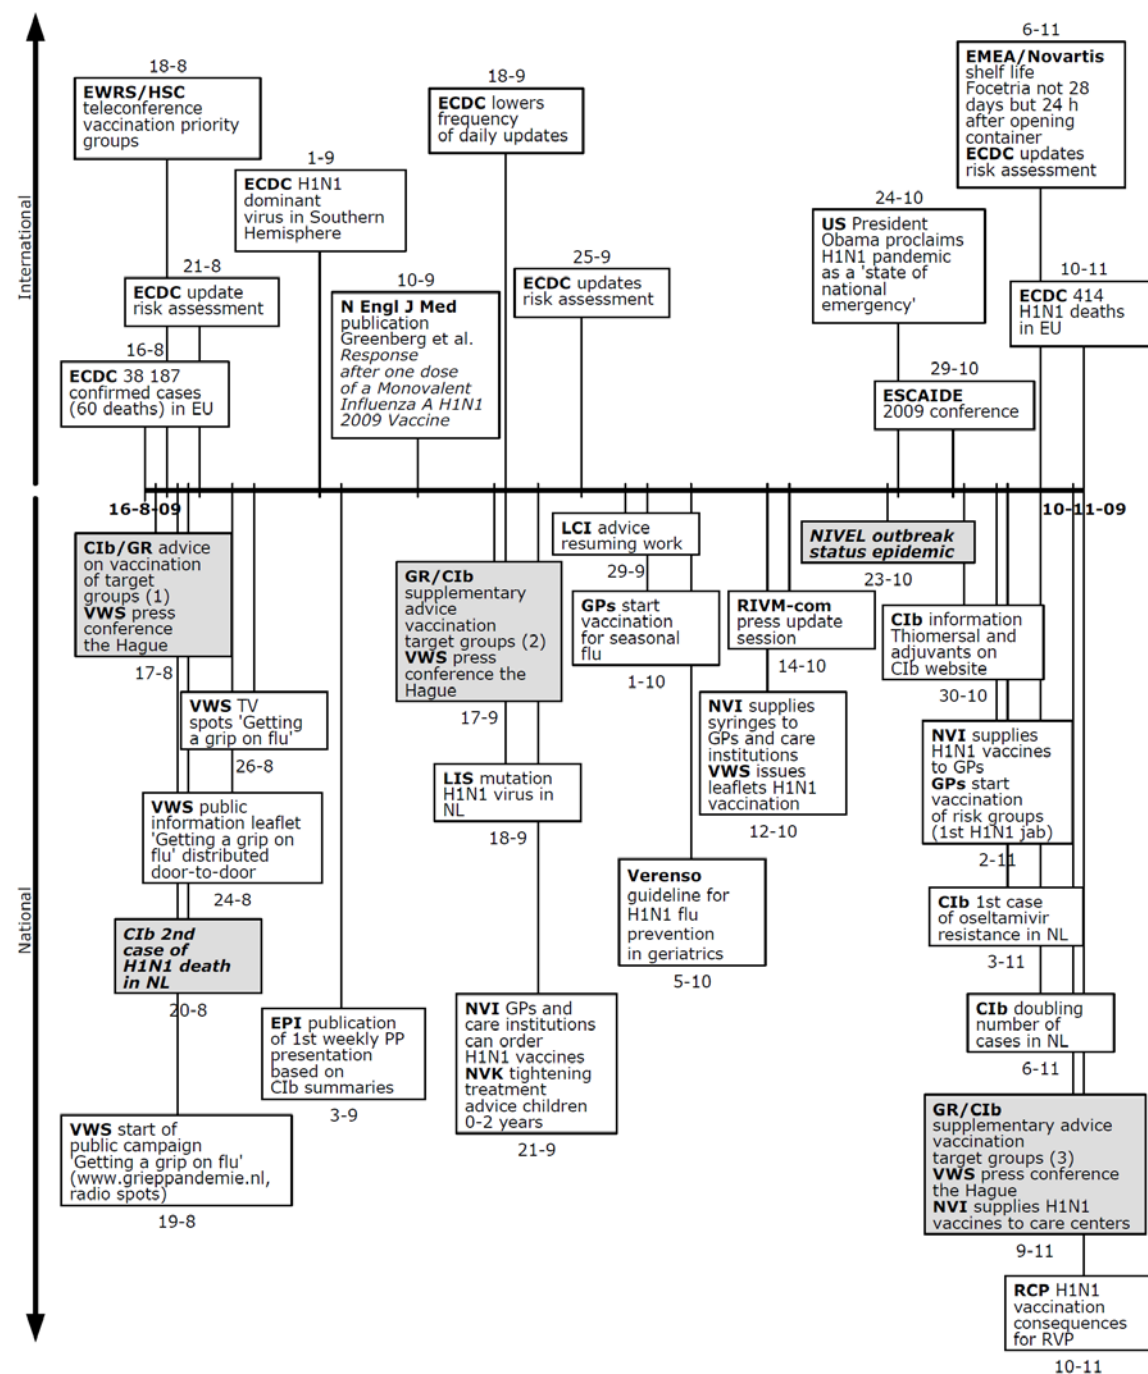 International
18-8
EWRS/HSC
teleconference
vaccination priority
groups
1-9
ECDC H1N1
dominant
virus in Southern
Hemisphere
21-8
ECDC update
risk assessment
16-8
ECDC 38 187
confirmed cases
(60 deaths) in EU
10-9
N Engl J Med
publication
Greenberg et al.
Response
after one dose
of a Monovalent
Influenza A H1N1
2009 Vaccine
18-9
ECDC lowers
frequency
of daily updates
25-9
ECDC updates
risk assessment
24-10
US President
Obama proclaims
H1N1 pandemic
as a 'state of
national
emergency'
29-10
ESCAIDE
2009 conference
6-11
EMEA/Novartis
shelf life
Focetria not 28
days but 24 h
after opening
container
ECDC updates
risk assessment
10-11
ECDC 414
H1N1 deaths
in EU
16-8-09
10-11-09
National
CIb/GR advice
on vaccination
of target
groups (1)
VWS press
conference
the Hague
17-8
VWS TV
spots 'Getting
a grip on flu'
26-8
VWS public
information leaflet
'Getting a grip on
flu' distributed
door-to-door
24-8
CIb 2nd
case of
H1N1 death
in NL
20-8
VWS start of
public campaign
'Getting a grip on flu'
(www.grieppandemie.nl,
radio spots)
19-8
EPI publication
of 1st weekly PP
presentation
based on
CIb summaries
3-9
GR/CIb
supplementary
advice
vaccination
target groups (2)
VWS press
conference the
Hague
17-9
LIS mutation
H1N1 virus in
NL
18-9
NVI GPs and
care institutions
can order
H1N1 vaccines
NVK tightening
treatment
advice children
0-2 years
21-9
LCI advice
resuming work
29-9
GPs start
vaccination
for seasonal
flu
1-10
Verenso
guideline for
H1N1 flu
prevention
in geriatrics
5-10
RIVM-com
press update
session
14-10
NVI supplies
syringes to
GPs and care
institutions
VWS issues
leaflets H1N1
vaccination
12-10
NIVEL outbreak
status epidemic
23-10
CIb information
Thiomersal and
adjuvants on
CIb website
30-10
NVI supplies
H1N1 vaccines
to GPs
GPs start
vaccination
of risk groups
(1st H1N1 jab)
2-11
CIb 1st case
of oseltamivir
resistance in NL
3-11
CIb doubling
number of
cases in NL
6-11
GR/CIb
supplementary advice
vaccination
target groups (3)
VWS press conference
the Hague
NVI supplies H1N1
vaccines to care centers
9-11
RCP H1N1
vaccination
consequences
for RVP
10-11